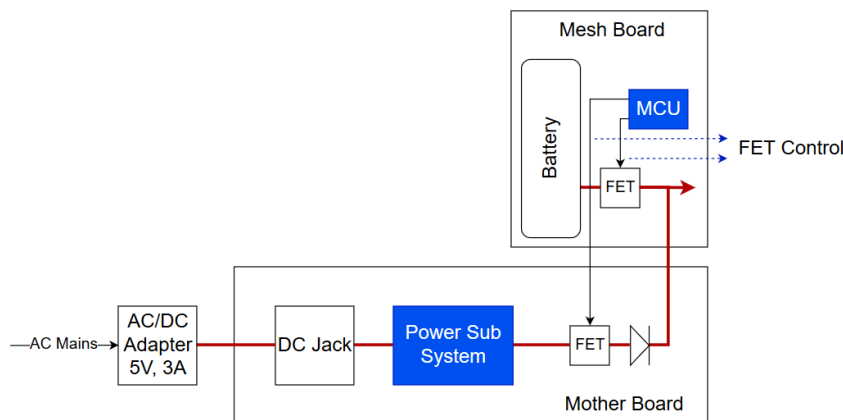 Mesh Board
MCU
Battery
FET Control
FET
AC Mains
AC/DC
Adapter
5V, 3A
DC Jack
Power Sub
System
FET
Mother Board